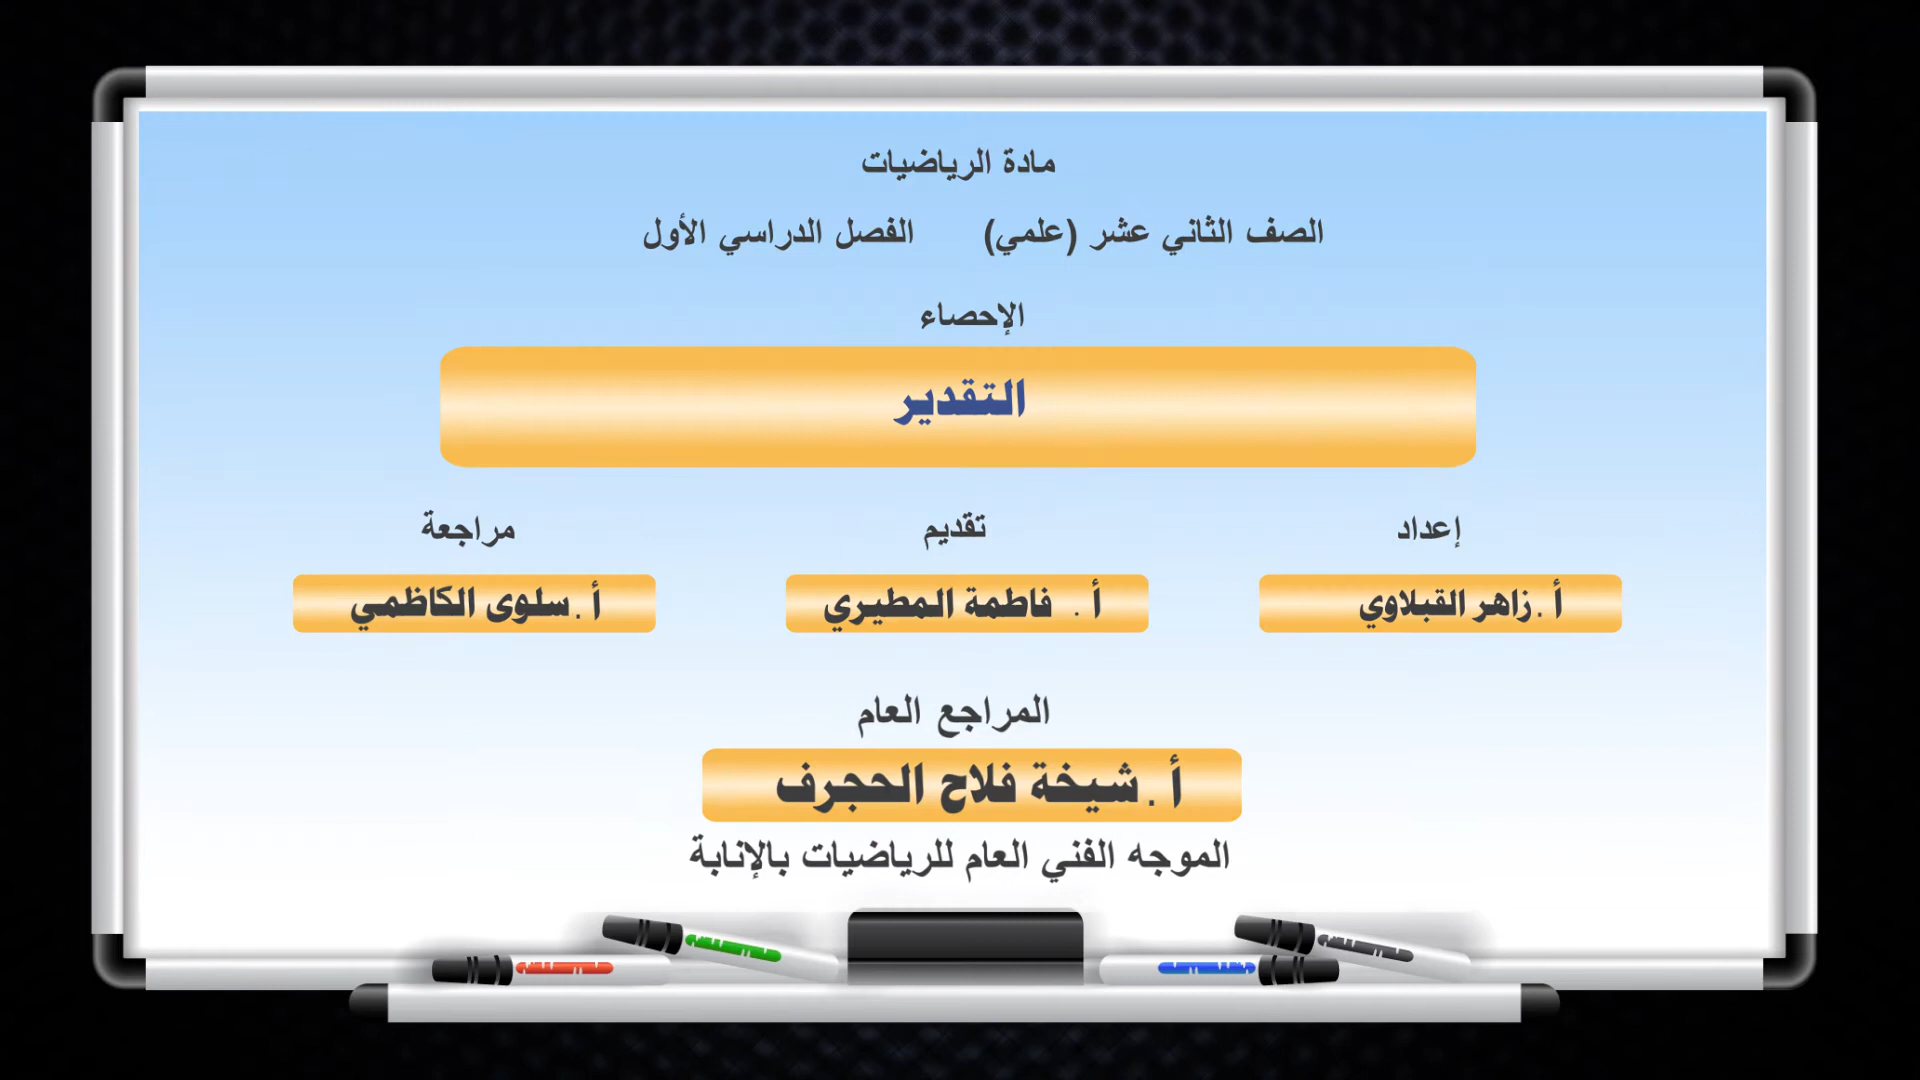 مادة الرياضيات
الصف الثاني عشر (علمي) الفصل الدراسي الأول
الإحصاء
التقدير
إعداد تقديم مراجعة
أ . زاهر القبلاوي أ . فاطمة المطيري أ . سلوى الكاظمي
المراجع العام
أ . شيخة فلاح الحجرف
الموجه الفني العام للرياضيات بالإنابة